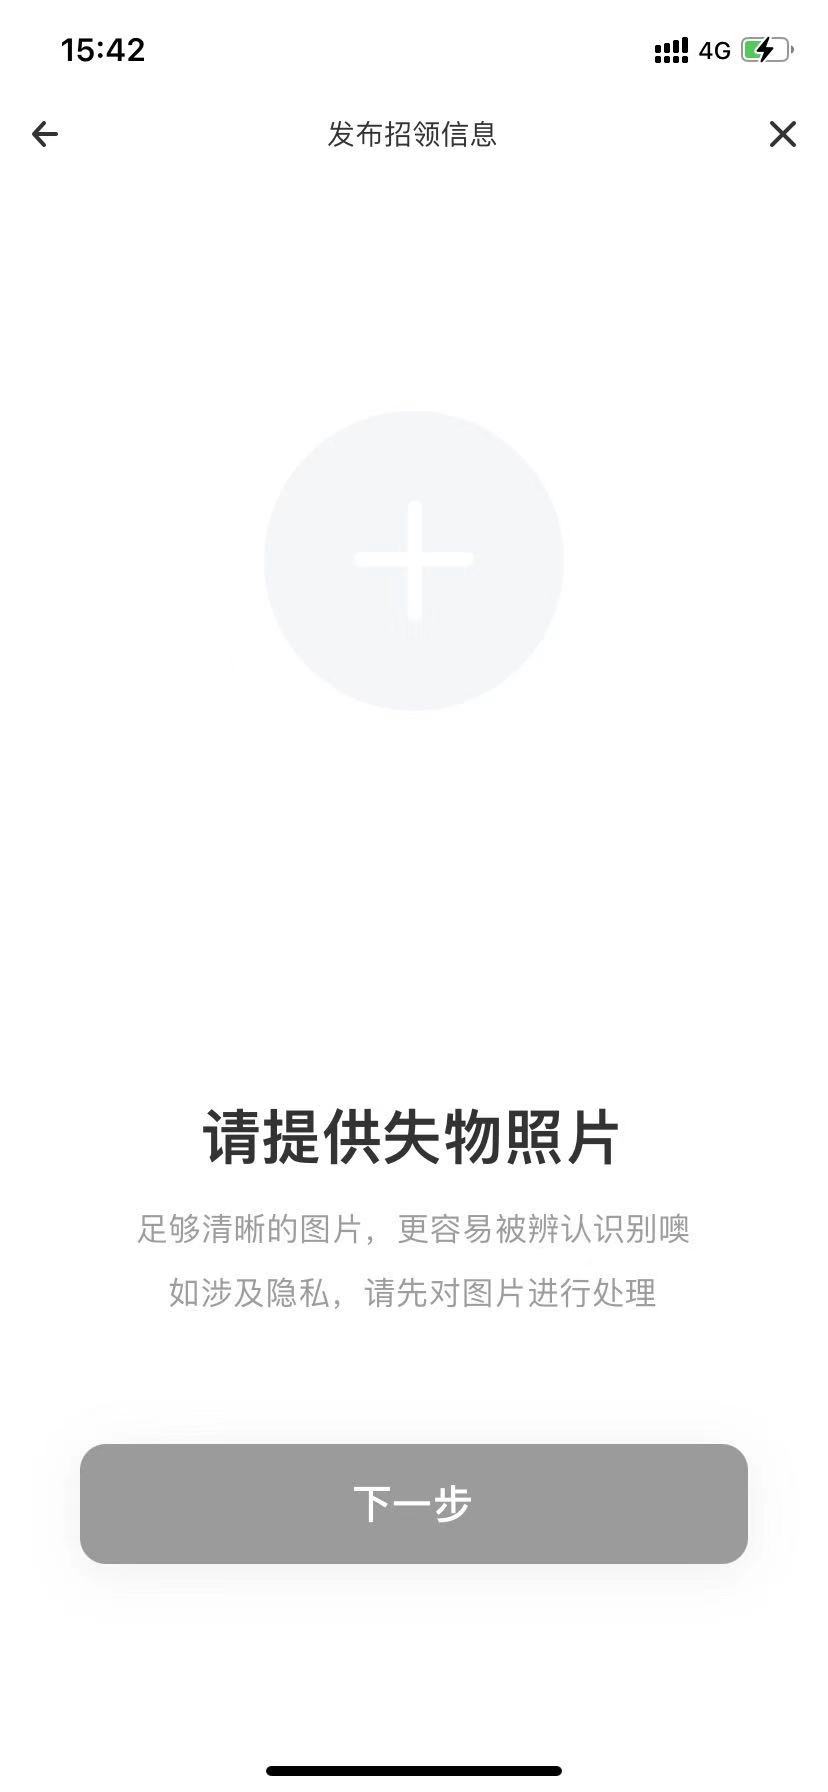 15:42
4G
发布招领信息
请提供失物照片
足够清晰的图片，更容易被辨认识别噢
如涉及隐私，请先对图片进行处理
下一步